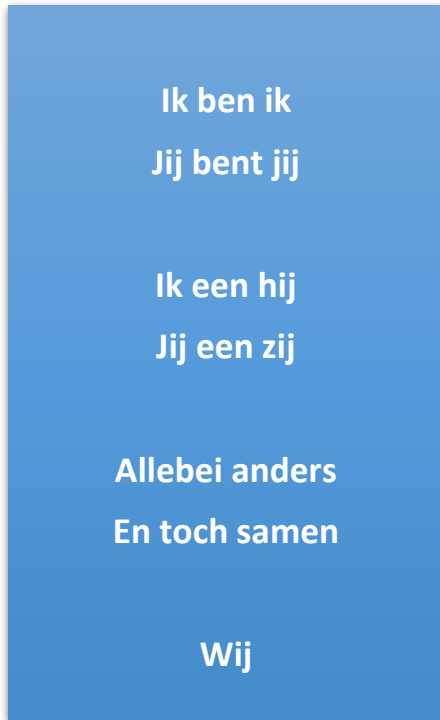 Ik ben ik
Jij bent jij
Ik een hij
Jij een zij
Allebei anders
En toch samen
Wij